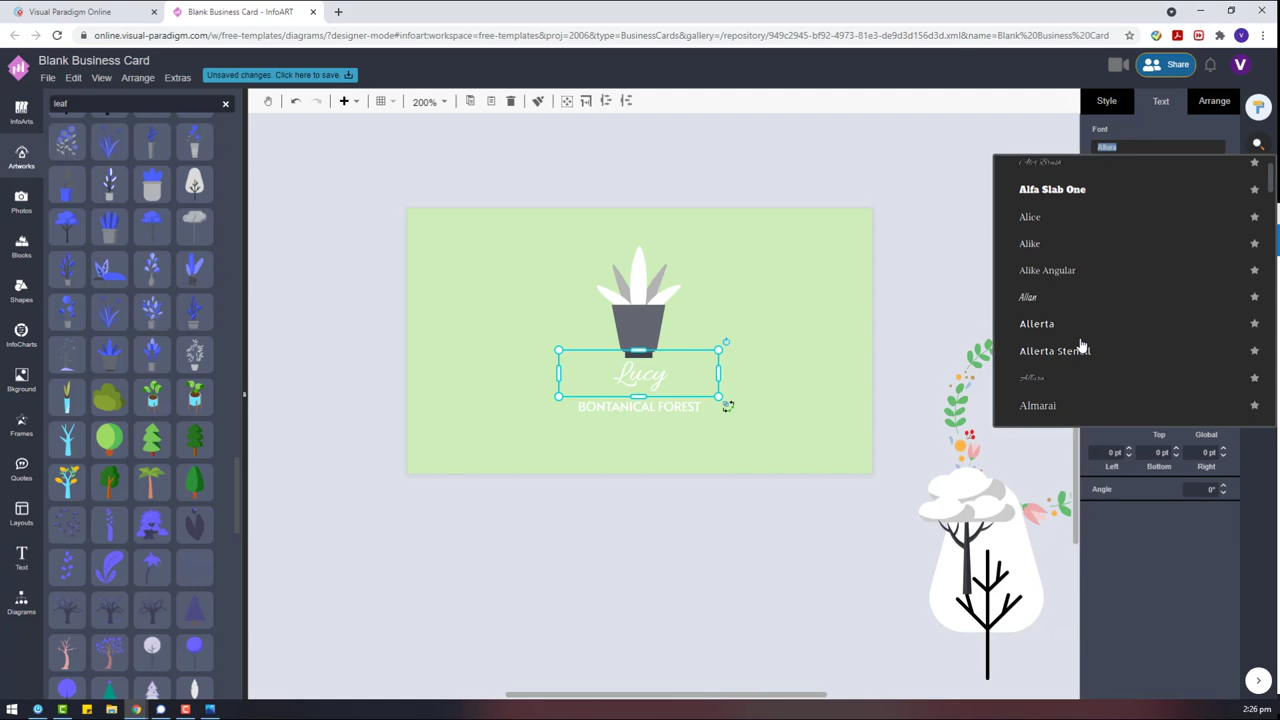 Visual Paradigm Online
Blank Business Card - InfoART
online.visual-paradigm.com/w/free-templates/diagrams/?designer-mode#infoart:workspace=free-templates&proj=2006&type=BusinessCards&gallery=/repository/949c2945-bf92-4973-81e3-de9d3d156d3d.xml&name=Blank%20Business%20Card
V
Blank Business Card
File Edit View Arrange Extras
Unsaved changes. Click here to save.
Share
V
leaf
200%
Style Text Arrange
Font
Allura
InfoArts
Artworks
Photos
Blocks
Shapes
InfoCharts
Bkground
Frames
Quotes
Layouts
Text
Diagrams
Lucy
BONTANICAL FOREST
Alex Brush
Alfa Slab One
Alice
Alike
Alike Angular
Allan
Allerta
Allerta Stencil
Allura
Almarai
Top Global
0 pt 0 pt 0 pt
Left Bottom Right
Angle 0°
2:26 pm